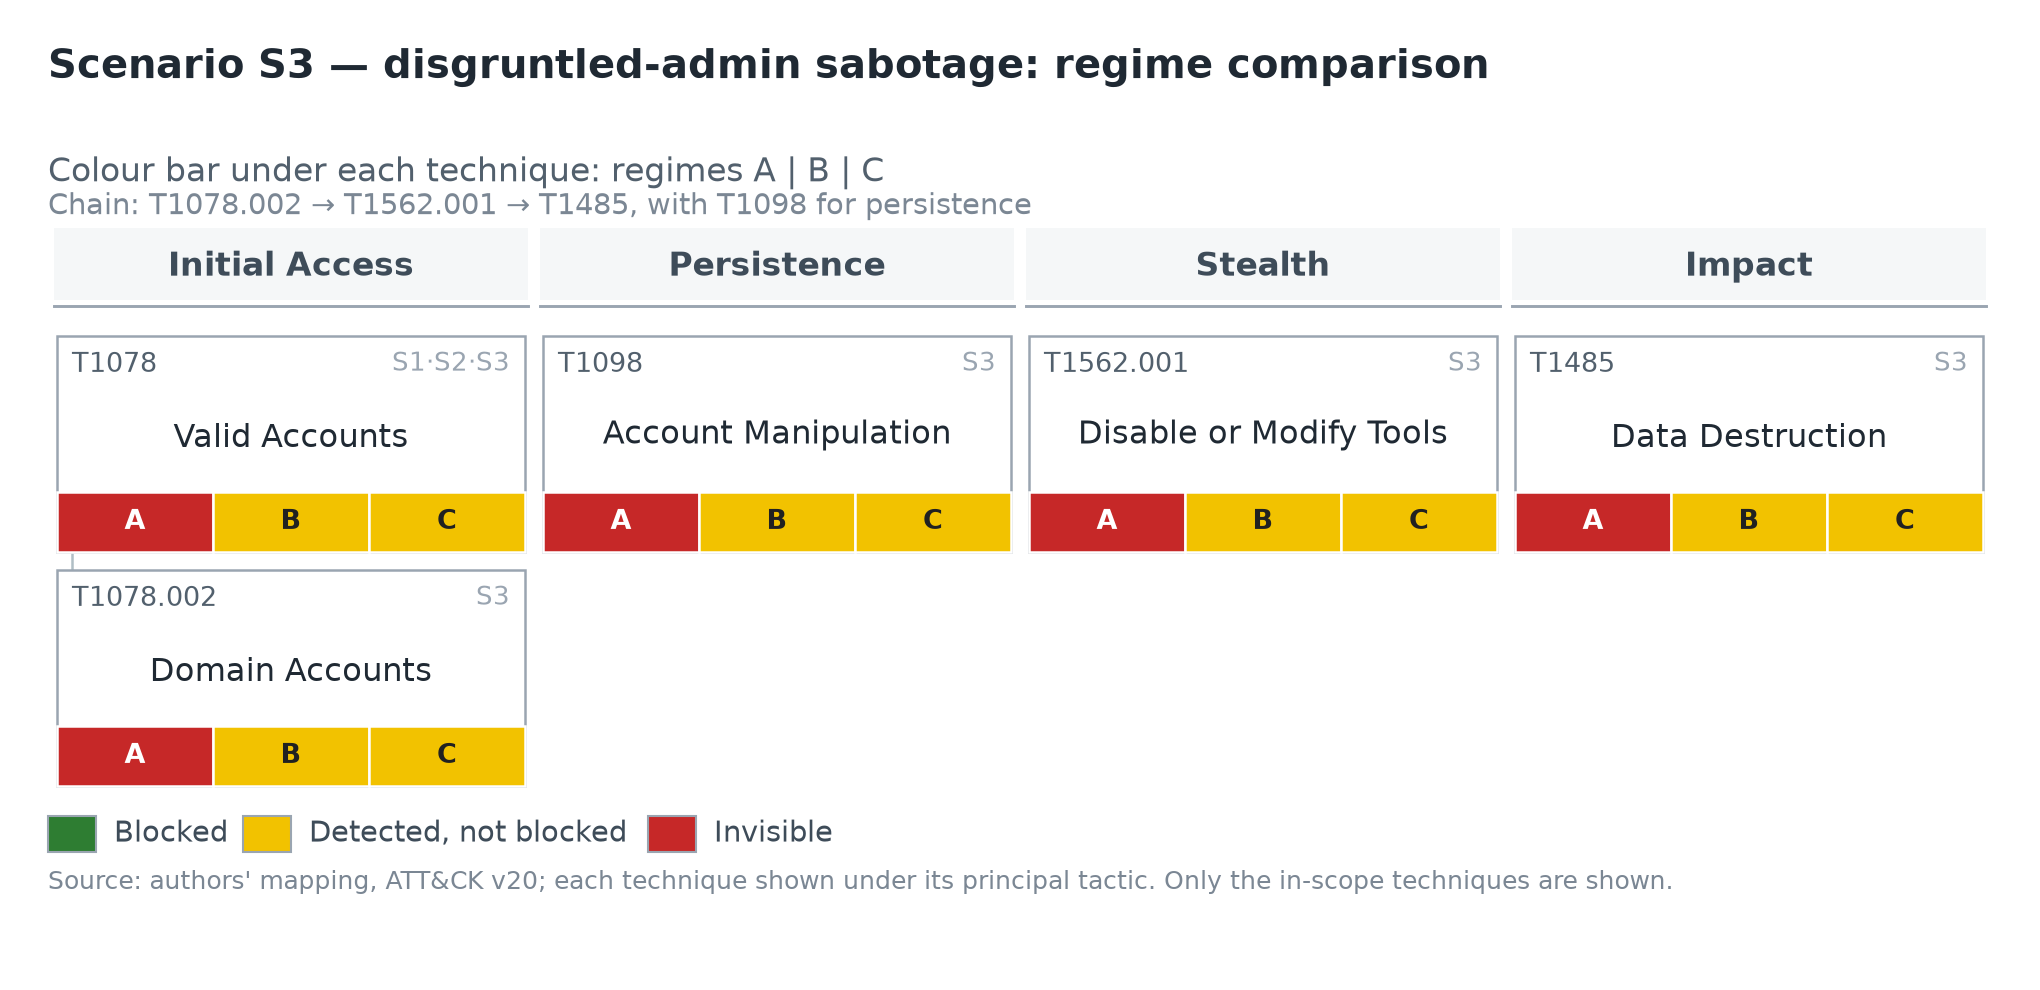 Scenario S3 — disgruntled-admin sabotage: regime comparison
Colour bar under each technique: regimes A | B | C
Chain: T1078.002 → T1562.001 → T1485, with T1098 for persistence
Initial Access
Persistence
Stealth
Impact
T1078 S1·S2·S3
Valid Accounts
A B C
T1098 S3
Account Manipulation
A B C
T1562.001 S3
Disable or Modify Tools
A B C
T1485 S3
Data Destruction
A B C
T1078.002 S3
Domain Accounts
A B C
Blocked
Detected, not blocked
Invisible
Source: authors' mapping, ATT&CK v20; each technique shown under its principal tactic. Only the in-scope techniques are shown.